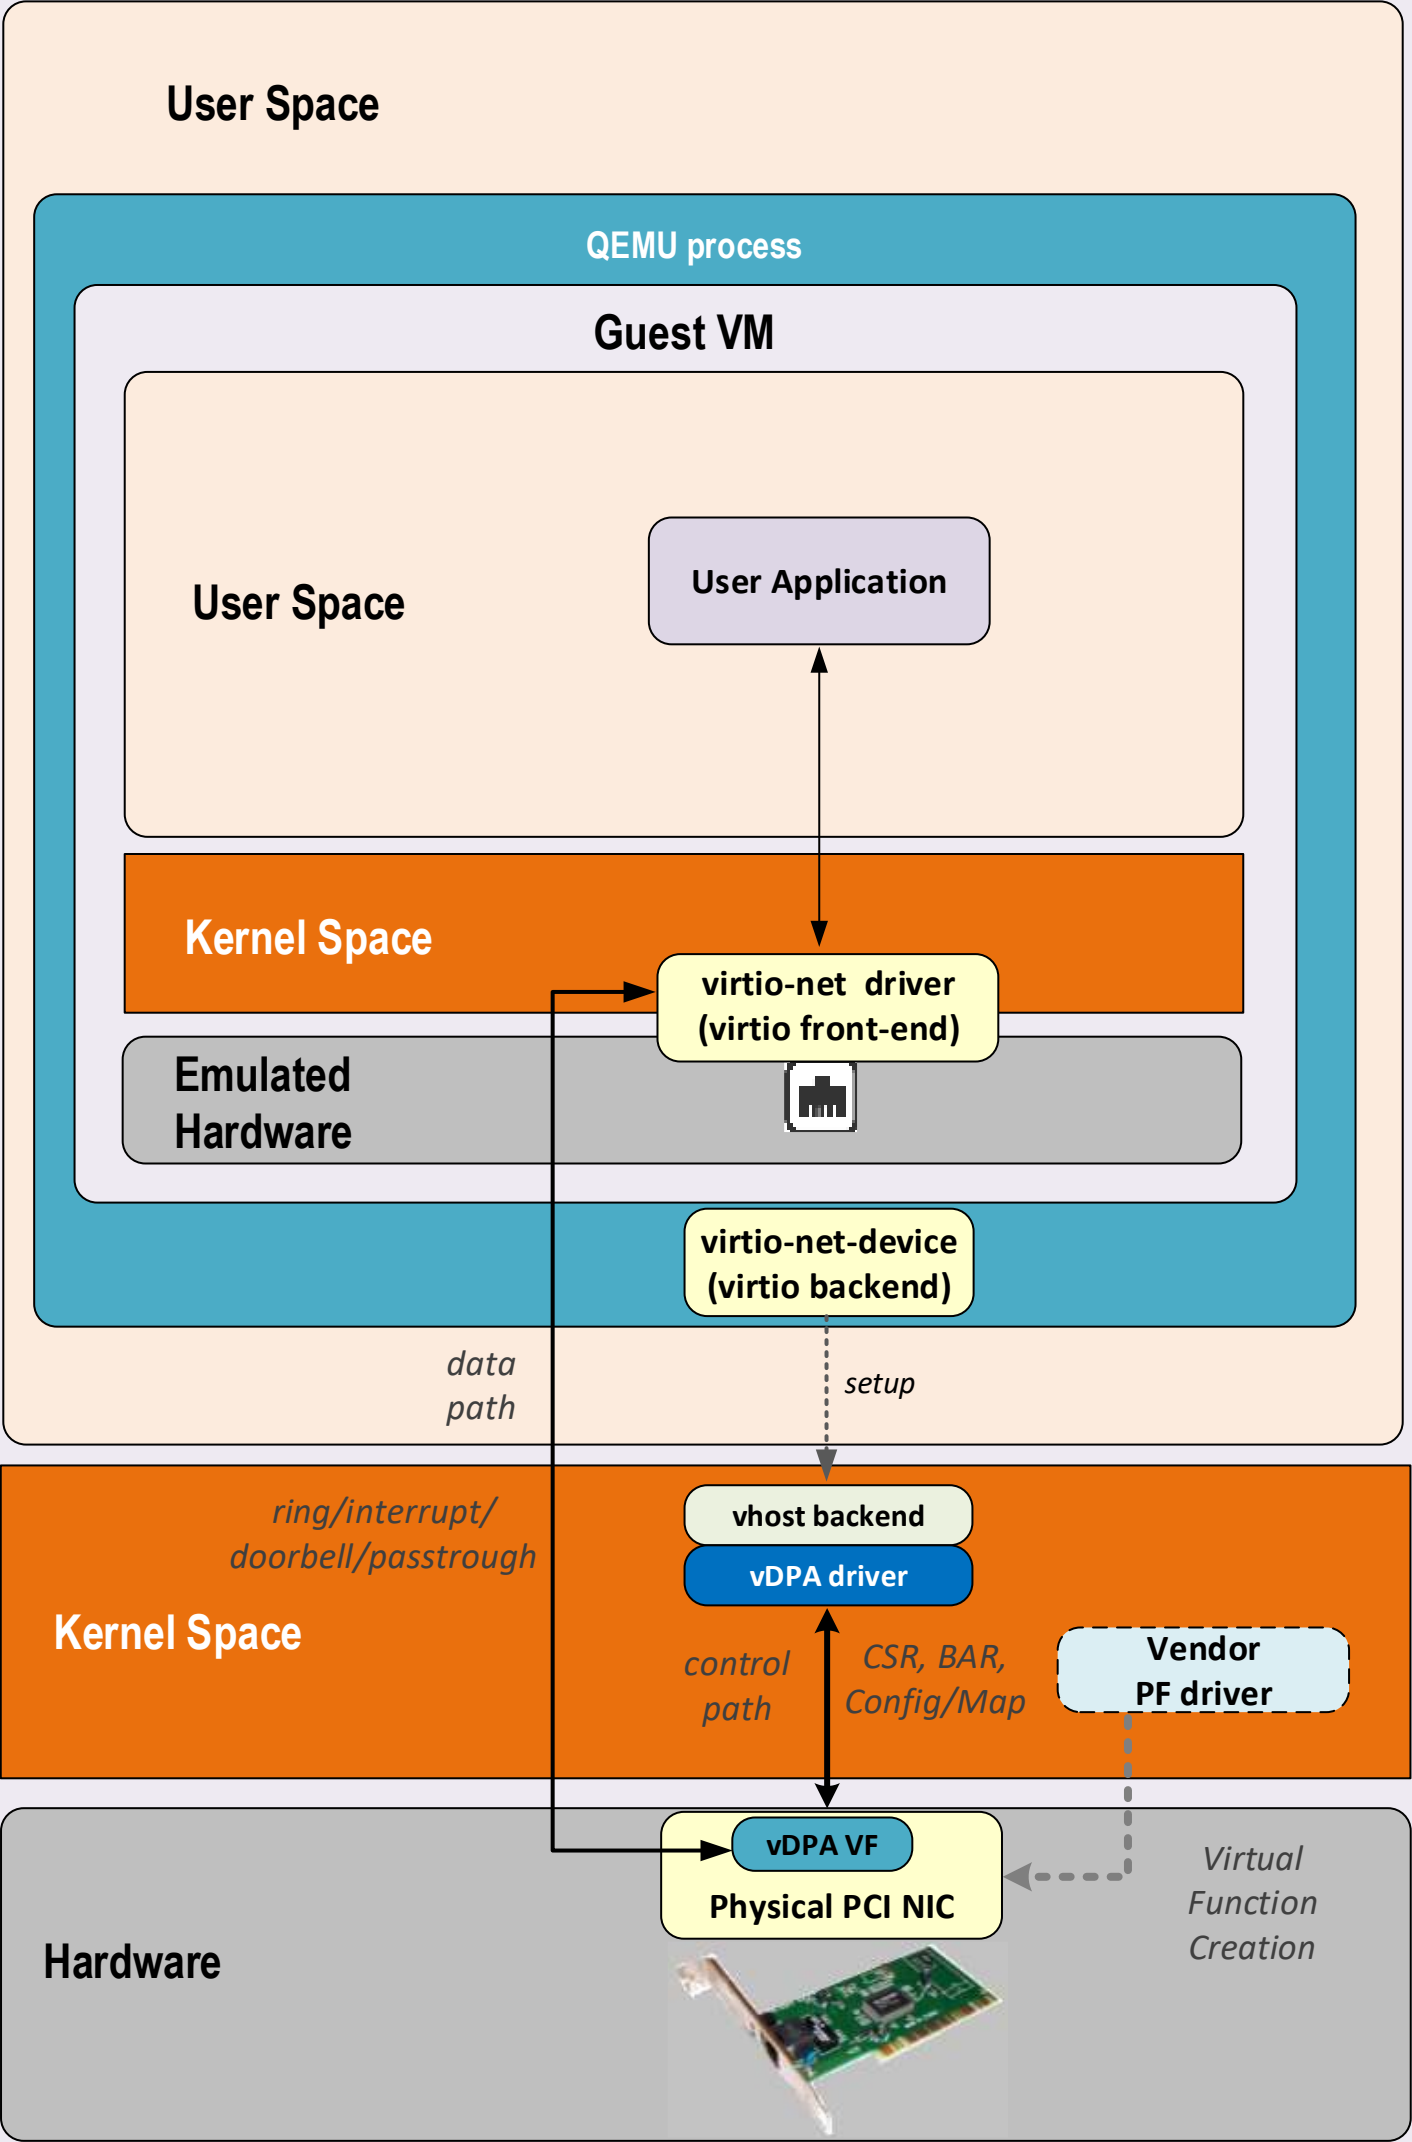 User Space
QEMU process
Guest VM
User Application
User Space
Kernel Space
virtio-net  driver
(virtio front-end)
Emulated
Hardware
virtio-net-device
(virtio backend)
data
path
setup
ring/interrupt/
doorbell/passtrough
vhost backend
vDPA driver
Kernel Space
control
path
CSR, BAR,
Config/Map
Vendor
PF driver
vDPA VF
Physical PCI NIC
Virtual
Function
Creation
Hardware